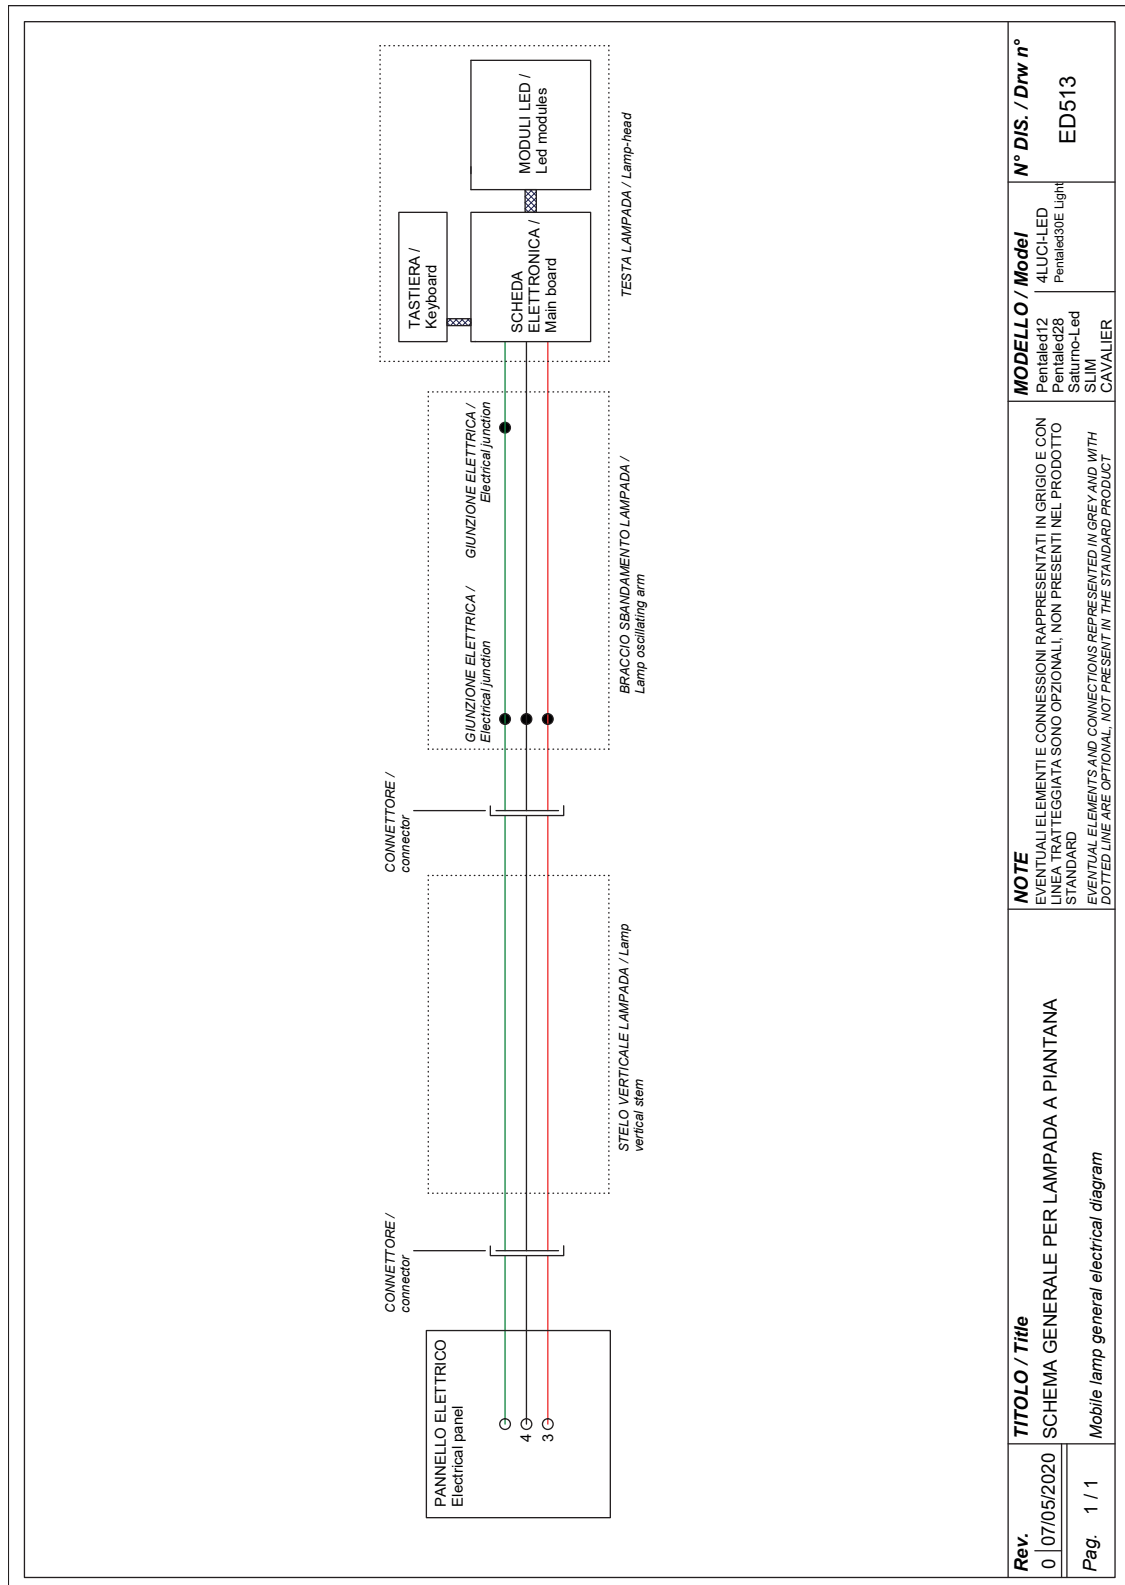 PANNELLO ELETTRICO
Electrical panel
4
3
CONNETTORE /
connector
STELO VERTICALE LAMPADA / Lamp
vertical stem
CONNETTORE /
connector
GIUNZIONE ELETTRICA /
Electrical junction
GIUNZIONE ELETTRICA /
Electrical junction
BRACCIO SBANDAMENTO LAMPADA /
Lamp oscillating arm
TASTIERA /
Keyboard
SCHEDA
ELETTRONICA /
Main board
MODULI LED /
Led modules
TESTA LAMPADA / Lamp-head
Rev.
0 07/05/2020
Pag. 1 / 1
TITOLO / Title
SCHEMA GENERALE PER LAMPADA A PIANTANA
Mobile lamp general electrical diagram
NOTE
EVENTUALI ELEMENTI E CONNESSIONI RAPPRESENTATI IN GRIGIO E CON
LINEA TRATTEGGIATA SONO OPZIONALI, NON PRESENTI NEL PRODOTTO
STANDARD
EVENTUAL ELEMENTS AND CONNECTIONS REPRESENTED IN GREY AND WITH
DOTTED LINE ARE OPTIONAL, NOT PRESENT IN THE STANDARD PRODUCT
MODELLO / Model
Pentaled12
Pentaled28
Saturno-Led
SLIM
CAVALIER
4LUCI-LED
Pentaled30E Light
N° DIS. / Drw n°
ED513